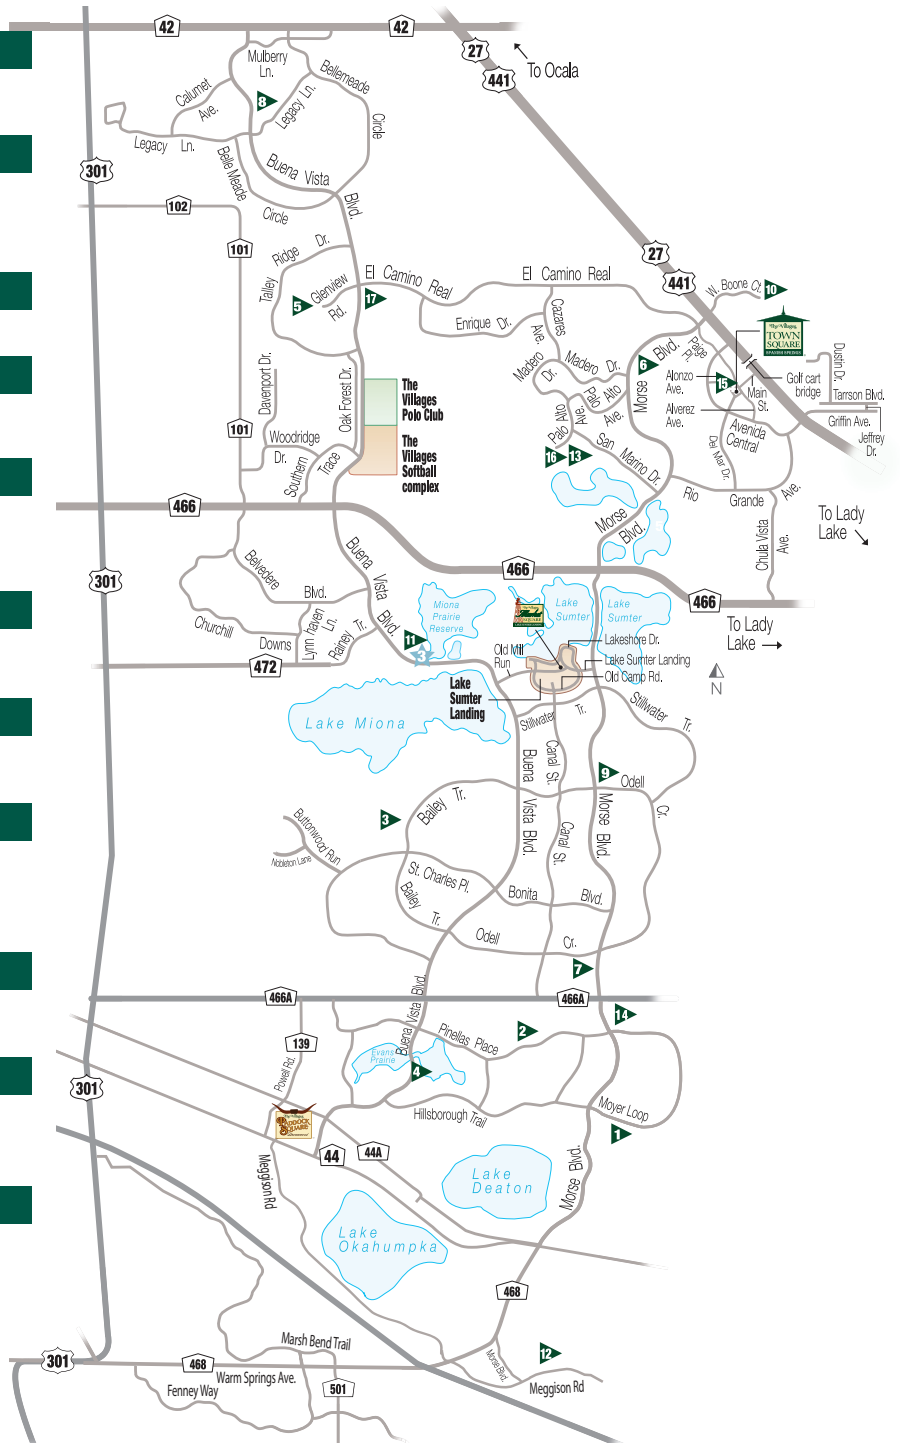 42
42
27
441
To Ocala
Mulberry
Ln.
Bellemeade
Circle
Calumet
Ave.
8
Legacy Ln.
Legacy Ln.
301
Belle Meade
Circle
Buena Vista
Blvd.
102
101
Ridge Dr.
Talley
Glenview
Rd.
5
17
El Camino Real
El Camino Real
27
441
W. Boone Ct.
10
The Villages
TOWN
SQUARE
SPANISH SPRINGS
Enrique Dr.
Cazares
Ave.
Madero
Dr.
Madero Dr.
6
Blvd.
Morse
Paige
Pl.
Alonzo
Ave.
15
Main
St.
Golf cart
bridge
Dustin Dr.
Tarrson Blvd.
Griffin Ave.
Jeffrey
Dr.
Alverez
Ave.
Avenida
Central
Del Mar Dr.
Palo
Alto
Ave.
Palo
Alto
Ave.
16
13
San Marino Dr.
Davenport Dr.
Oak Forest Dr.
The
Villages
Polo Club
The
Villages
Softball
complex
101
Woodridge
Dr.
Southern
Trace
466
Rio
Grande
Ave.
Morse
Blvd.
Chula Vista
Ave.
To Lady
Lake
Buena
Vista
Blvd.
466
466
301
Belvedere
Blvd.
Churchill
Downs
Lynn haven
Ln.
Rainey Tr.
472
11
3
Miona
Prairie
Reserve
The Villages
Market
SQUARE
Lake
Sumter
Lake
Sumter
To Lady
Lake
N
Lakeshore Dr.
Lake Sumter Landing
Old Camp Rd.
Old Mill
Run
Lake
Sumter
Landing
Lake Miona
Stillwater Tr.
Stillwater Tr.
Buena
Vista Blvd.
Canal St.
Canal St.
9
Odell
Cr.
Morse Blvd.
Bailey Tr.
3
Buttonwood Run
Nobleton Lane
St. Charles Pl.
Bailey
Tr.
Bonita
Blvd.
Odell
Cr.
7
466A
466A
Buena Vista Blvd.
14
139
Powell Rd.
Pinellas Place
2
Evans
Prairie
4
301
Hillsborough Trail
Moyer Loop
1
The Villages
PADDOCK
SQUARE
44
44A
Meggison Rd
Lake
Deaton
Morse Blvd.
Lake
Okahumpka
468
Marsh Bend Trail
301
468
Warm Springs Ave.
Fenney Way
501
Morse Blvd.
12
Meggison Rd